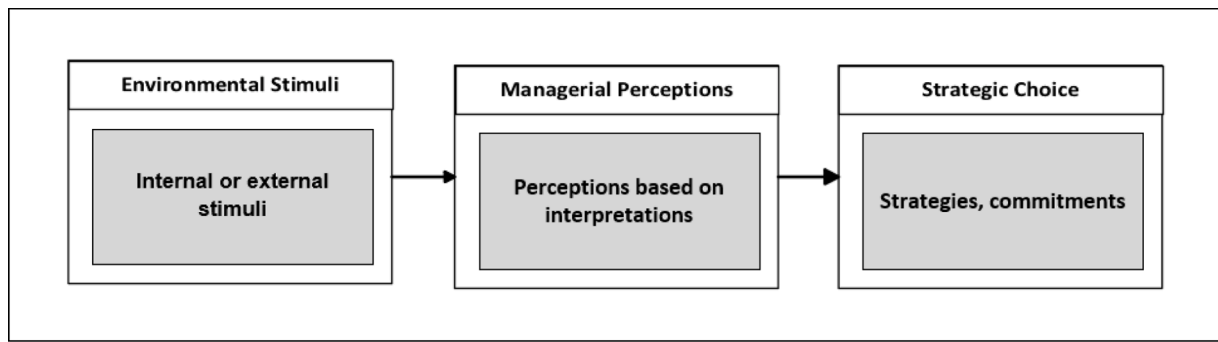 Environmental Stimuli
Internal or external
stimuli
Managerial Perceptions
Perceptions based on
interpretations
Strategic Choice
Strategies, commitments